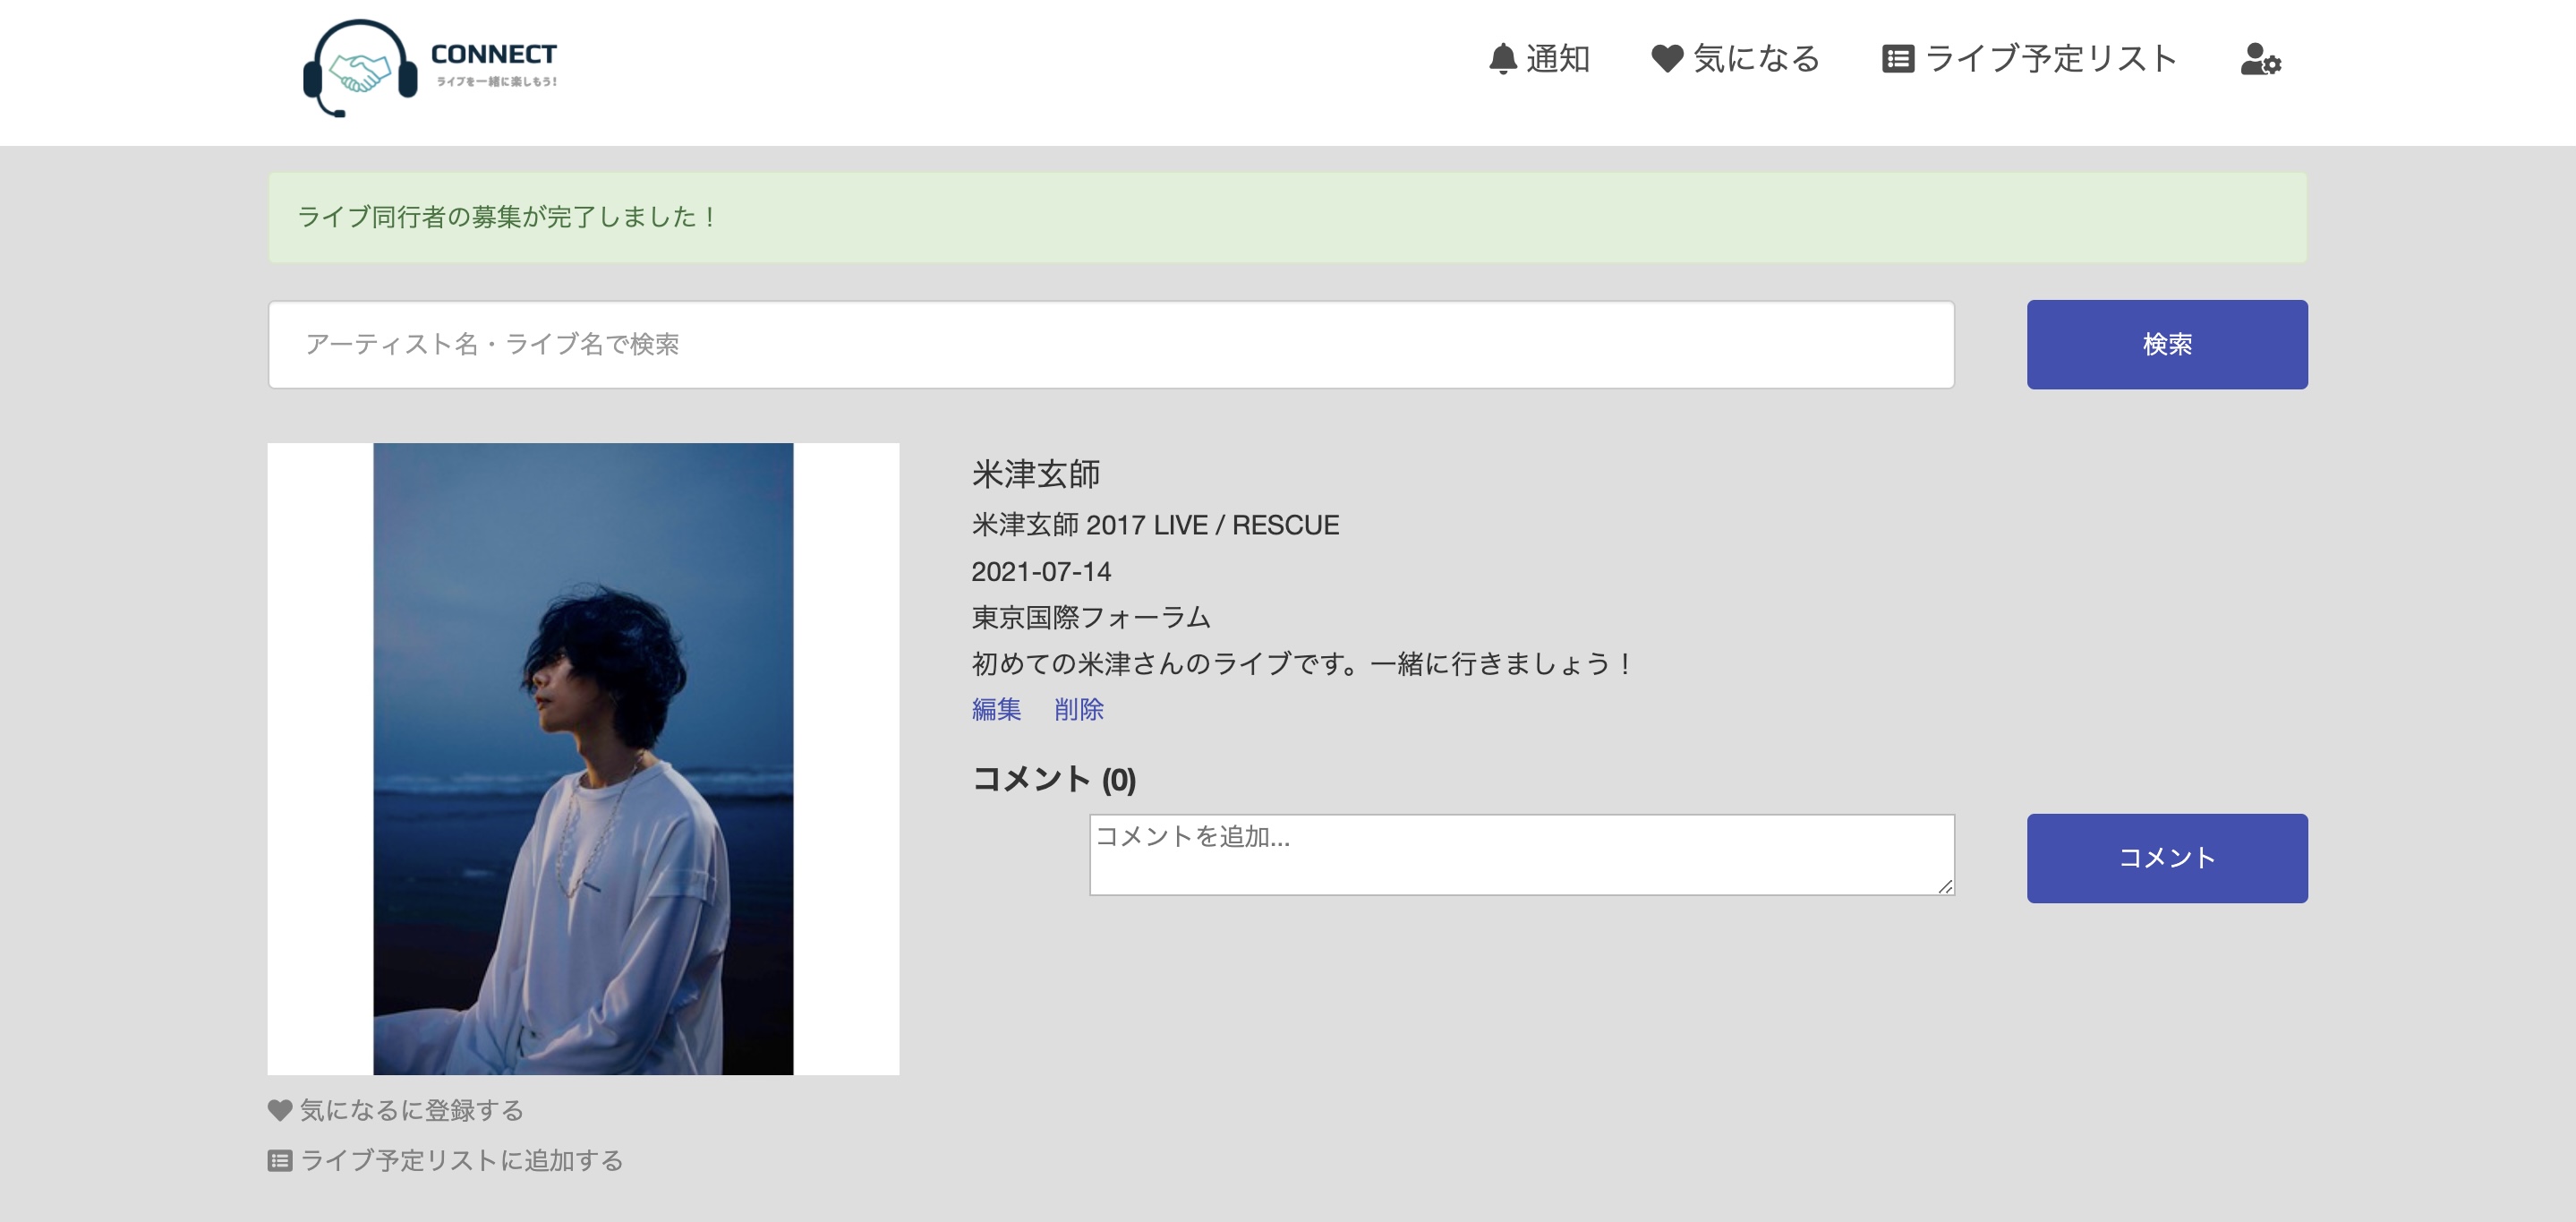 CONNECT
ライブを一緒に楽しもう!
通知
気になる
ライブ予定リスト
ライブ同行者の募集が完了しました！
アーティスト名・ライブ名で検索
検索
米津玄師
米津玄師 2017 LIVE / RESCUE
2021-07-14
東京国際フォーラム
初めての米津さんのライブです。一緒に行きましょう！
編集 削除
コメント (0)
コメントを追加...
コメント
気になるに登録する
ライブ予定リストに追加する